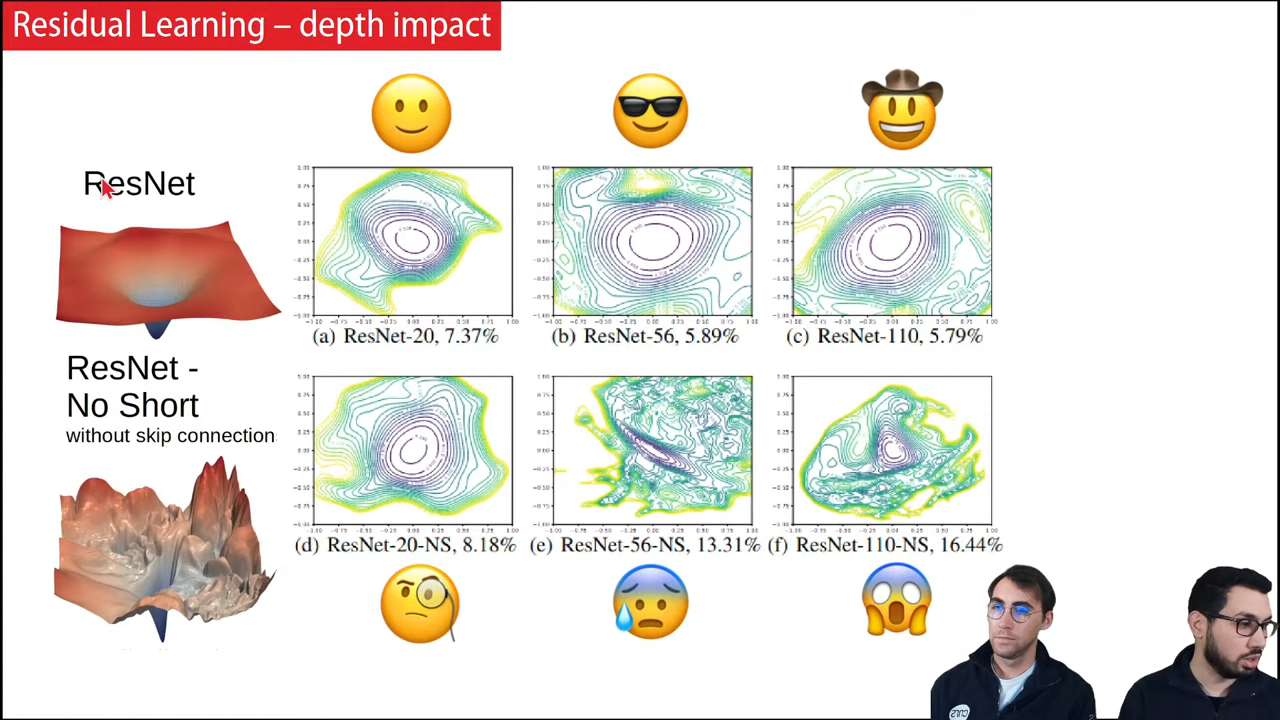 Residual Learning – depth impact
ResNet
(a) ResNet-20, 7.37%
(b) ResNet-56, 5.89%
(c) ResNet-110, 5.79%
ResNet -
No Short
without skip connection
(d) ResNet-20-NS, 8.18%
(e) ResNet-56-NS, 13.31%
(f) ResNet-110-NS, 16.44%